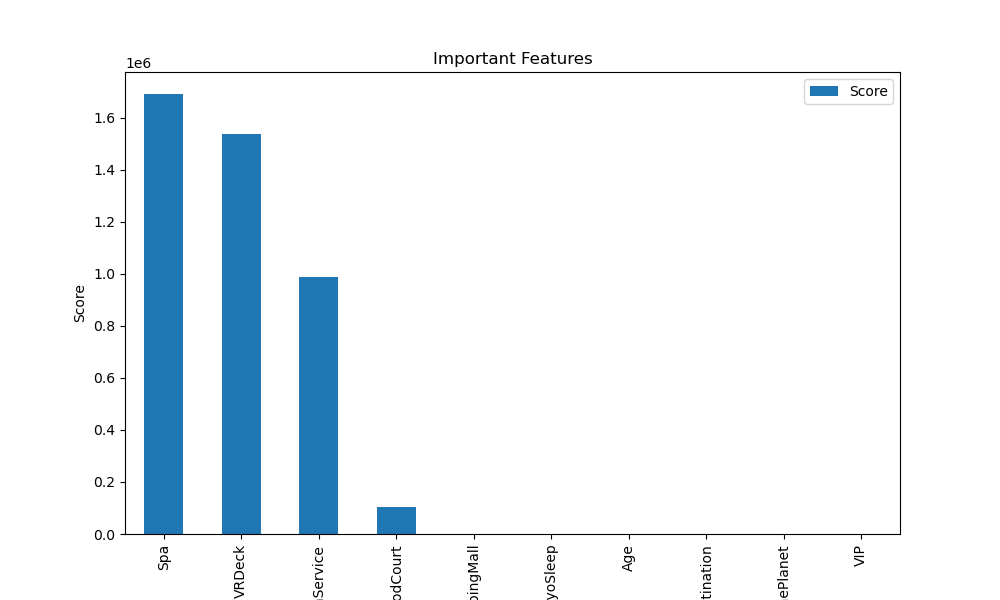 Important Features
1e6
Score
1.6
1.4
1.2
1.0
0.8
0.6
0.4
0.2
0.0
Score
Spa
VRDeck
Service
odCourt
pingMall
yoSleep
Age
tination
ePlanet
VIP